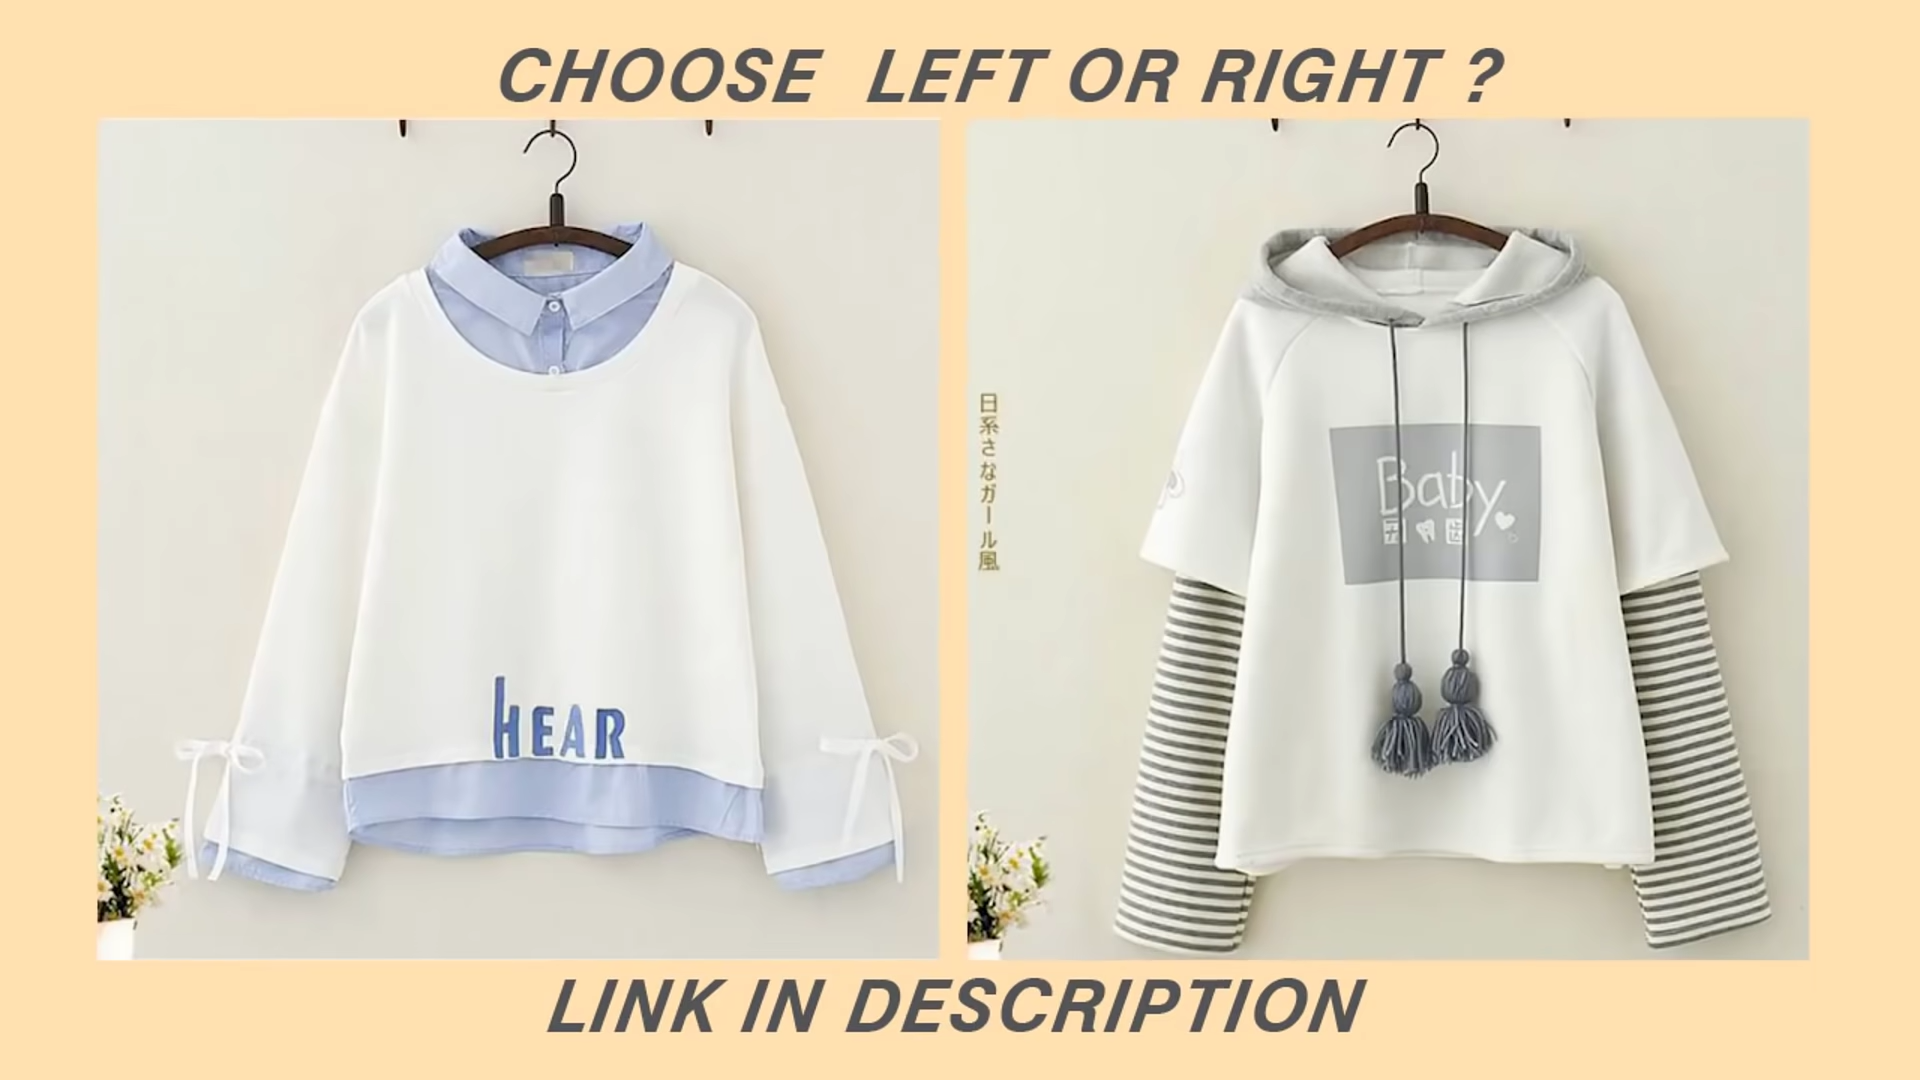 CHOOSE LEFT OR RIGHT ?
hEAR
日系さなガール風
Baby
LINK IN DESCRIPTION